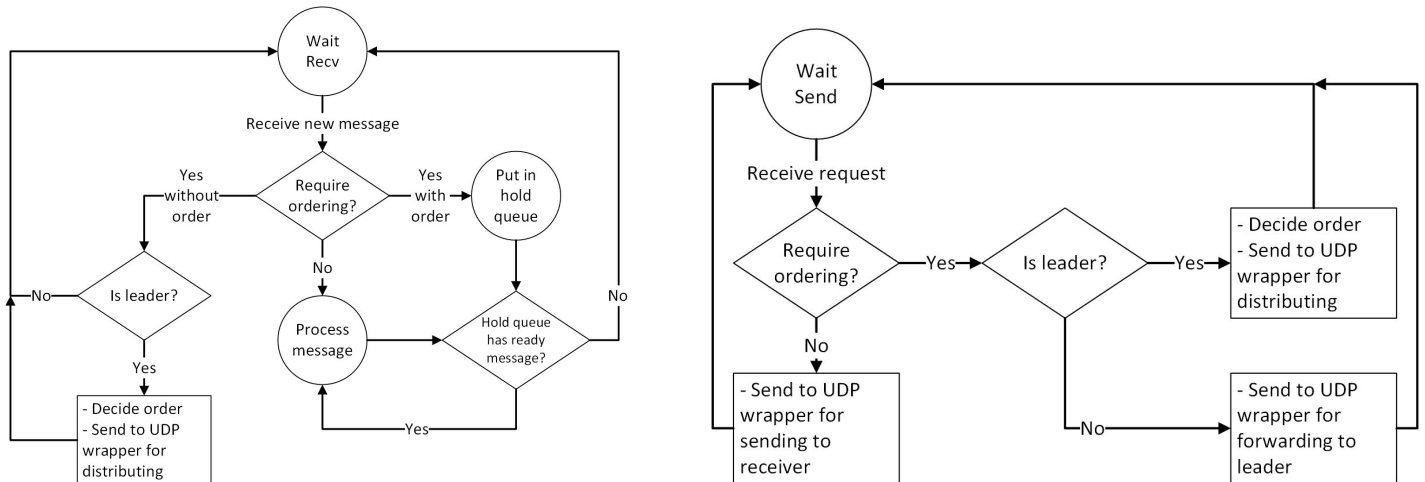 Wait
Recv
Receive new message
Yes
without
order
Require
ordering?
Yes
with
order
Put in
hold
queue
No
Is leader?
No
Process
message
Hold queue
has ready
message?
No
Yes
Yes
- Decide order
- Send to UDP
wrapper for
distributing
Wait
Send
Receive request
Require
ordering?
Yes
Is leader?
Yes
- Decide order
- Send to UDP
wrapper for
distributing
No
- Send to UDP
wrapper for
sending to
receiver
No
- Send to UDP
wrapper for
forwarding to
leader